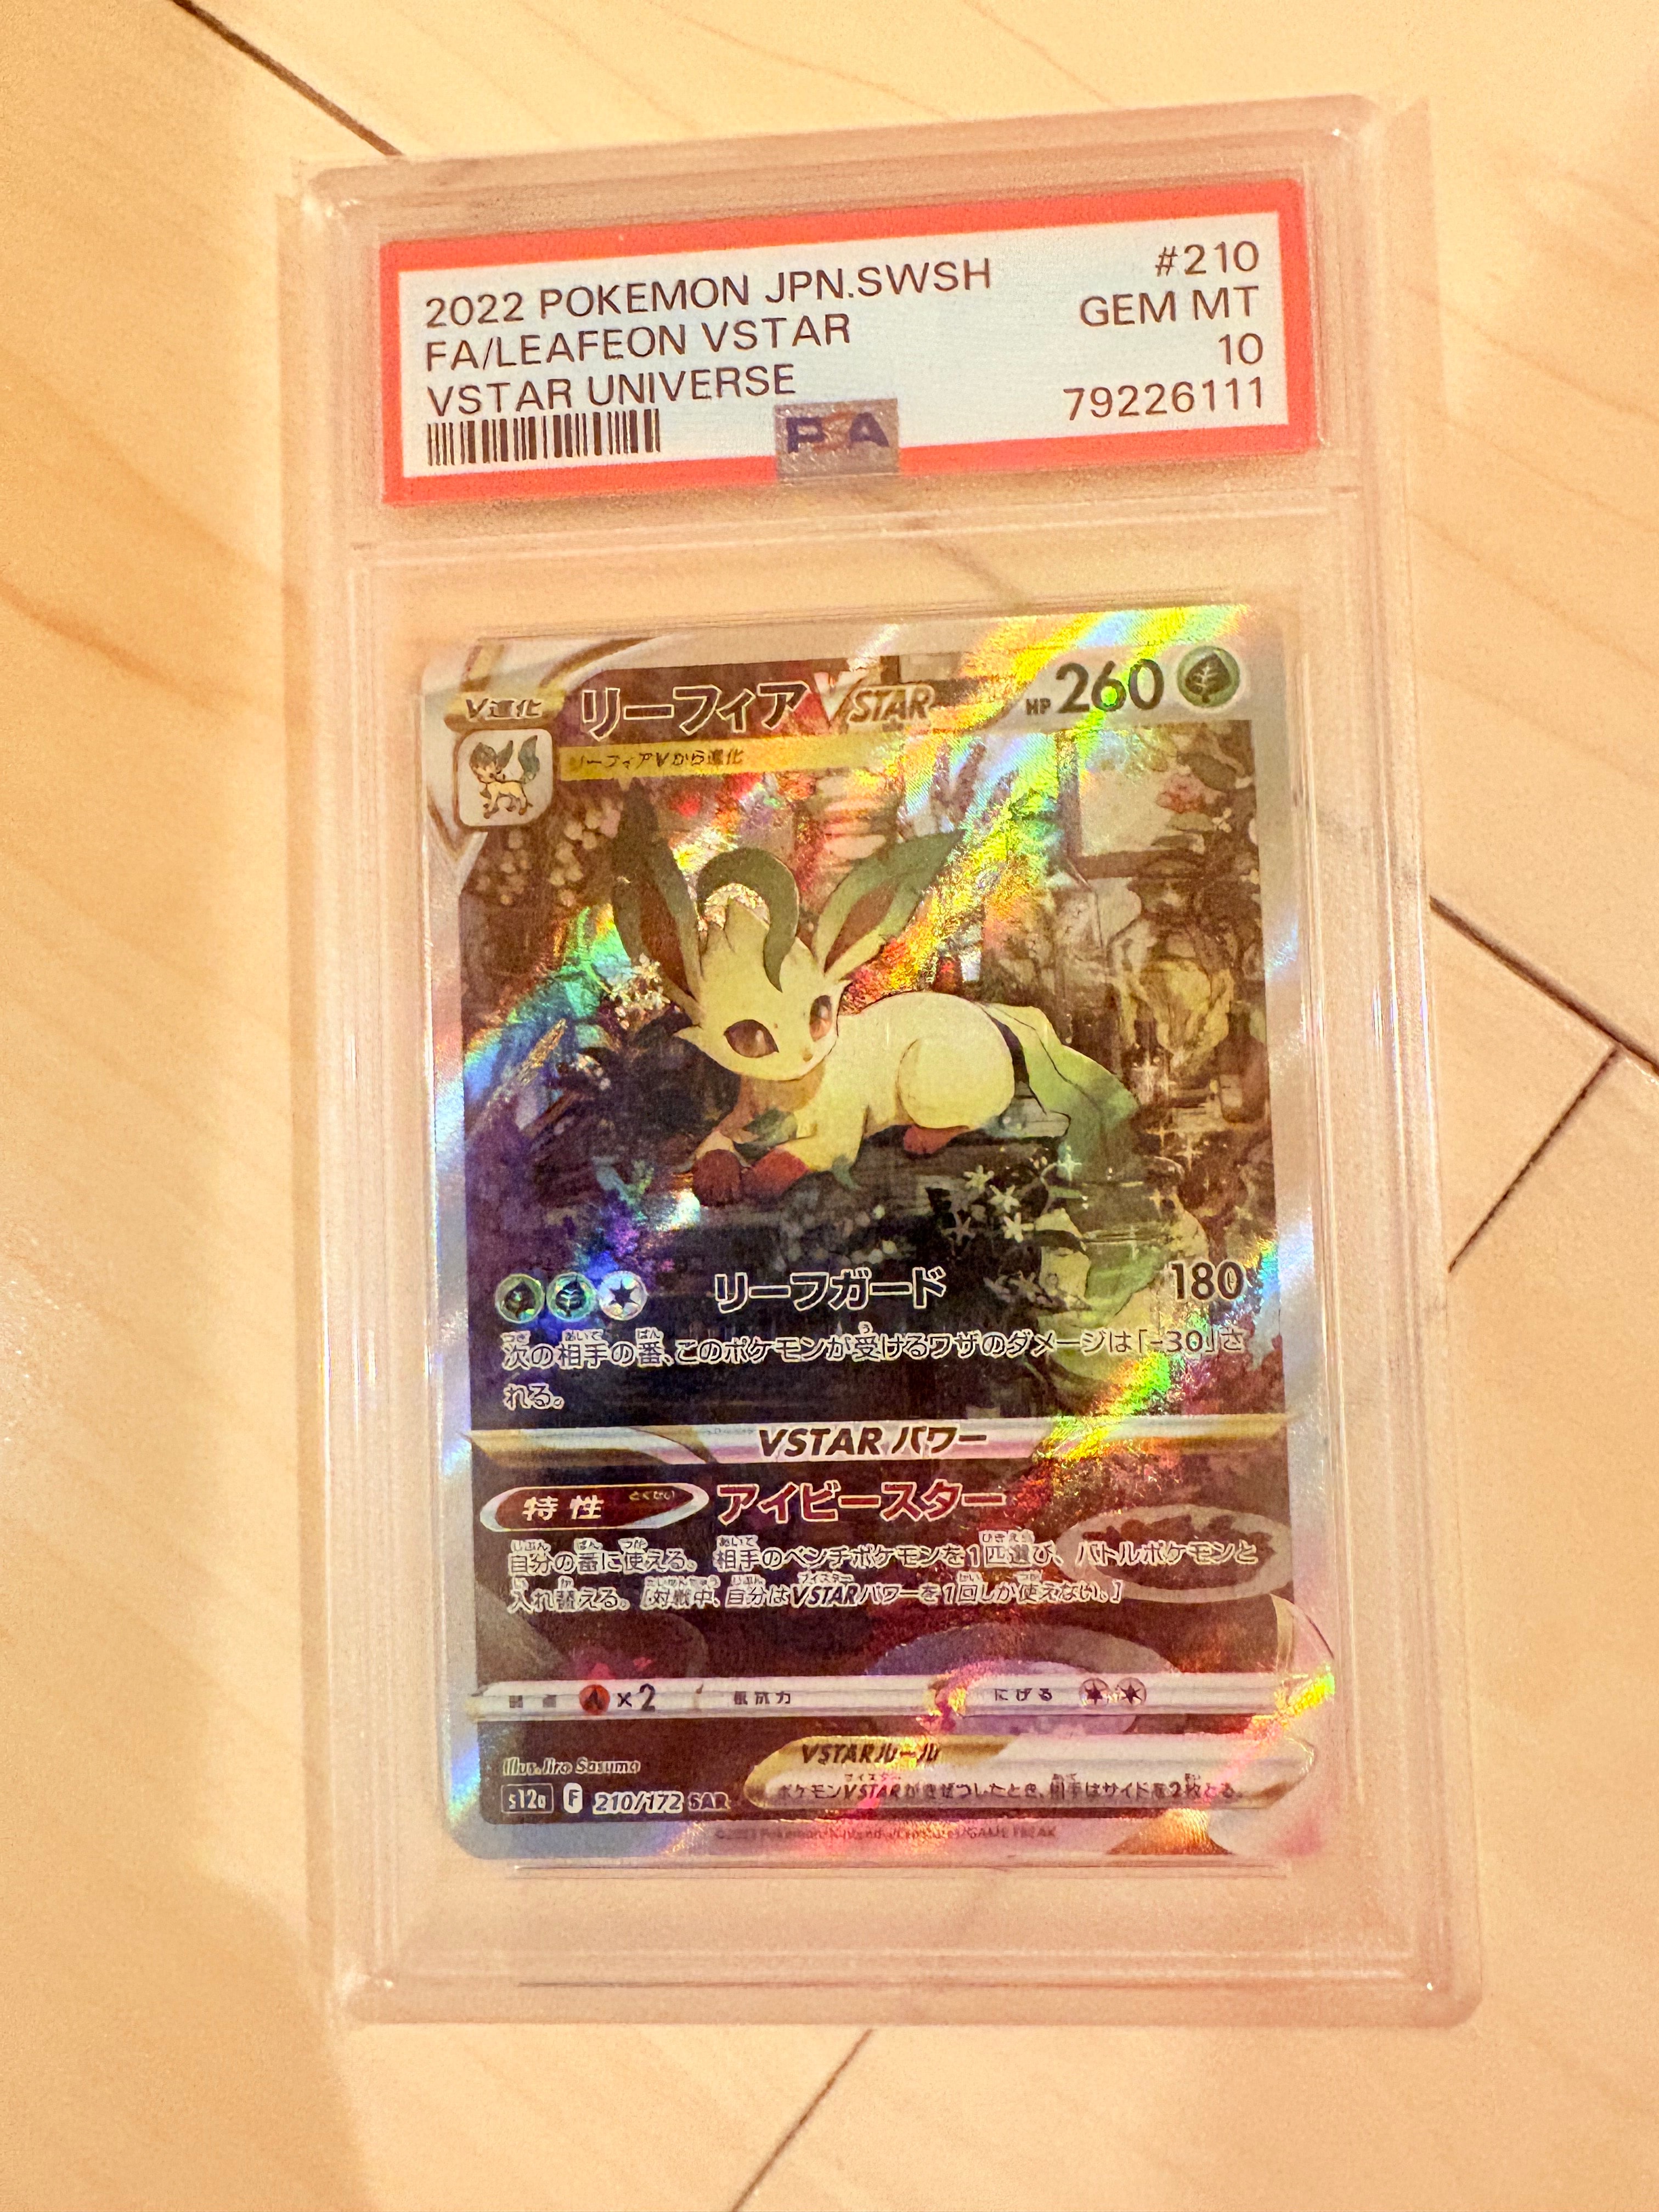 2022 POKEMON JPN.SWSH
#210
FA/LEAFEON VSTAR
GEM MT
VSTAR UNIVERSE
10
79226111
PSA
V進化
リーフィアVSTAR
HP260
リーフィアVから進化
リーフガード
180
次の相手の番、このポケモンが受けるワザのダメージは「-30」さ
れる。
VSTARパワー
特性 アイビースター
自分の番に使える。相手のベンチポケモンを1匹選び、バトルポケモンと
入れ替える。[対戦中、自分はVSTARパワーを1回しか使えない。]
弱点 ×2 抵抗力 にげる
Illus. Jiro Sasumo
VSTARルール
ポケモンVSTARがきぜつしたとき、相手はサイドを2枚とる。
s12a F 210/172 SAR